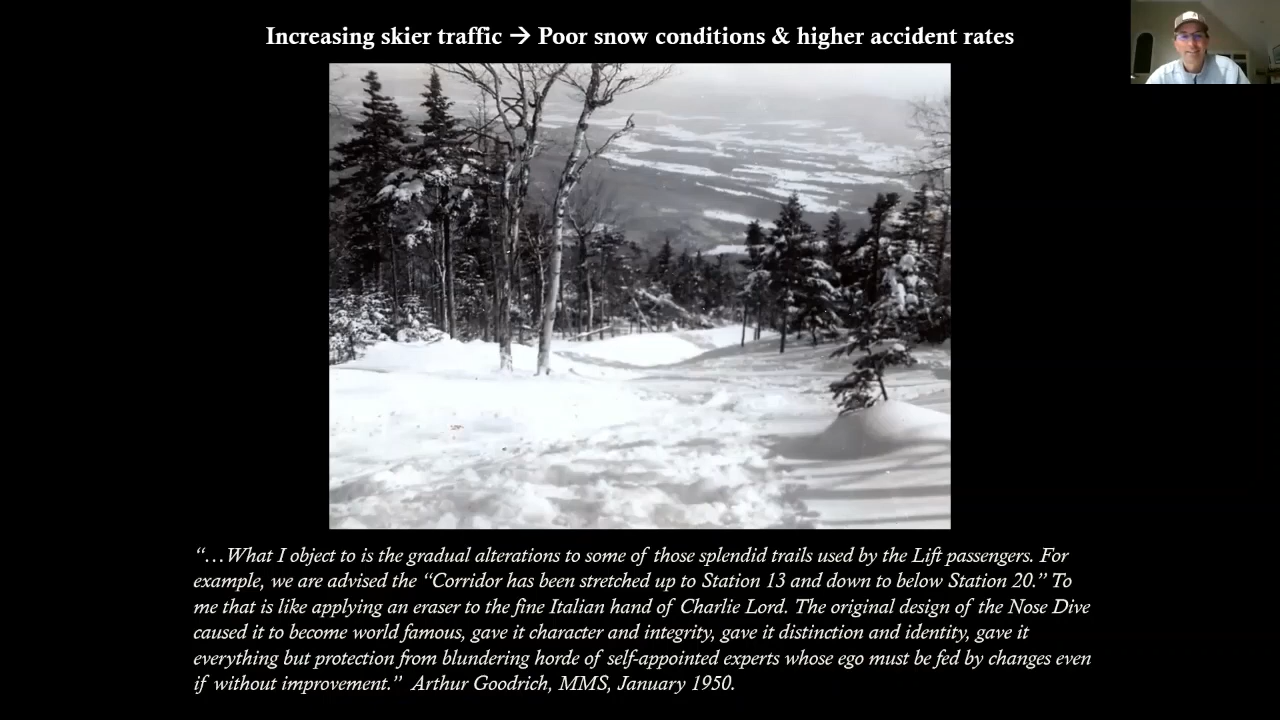 Increasing skier traffic → Poor snow conditions & higher accident rates
“…What I object to is the gradual alterations to some of those splendid trails used by the Lift passengers. For
example, we are advised the “Corridor has been stretched up to Station 13 and down to below Station 20.” To
me that is like applying an eraser to the fine Italian hand of Charlie Lord. The original design of the Nose Dive
caused it to become world famous, gave it character and integrity, gave it distinction and identity, gave it
everything but protection from blundering horde of self-appointed experts whose ego must be fed by changes even
if without improvement.” Arthur Goodrich, MMS, January 1950.